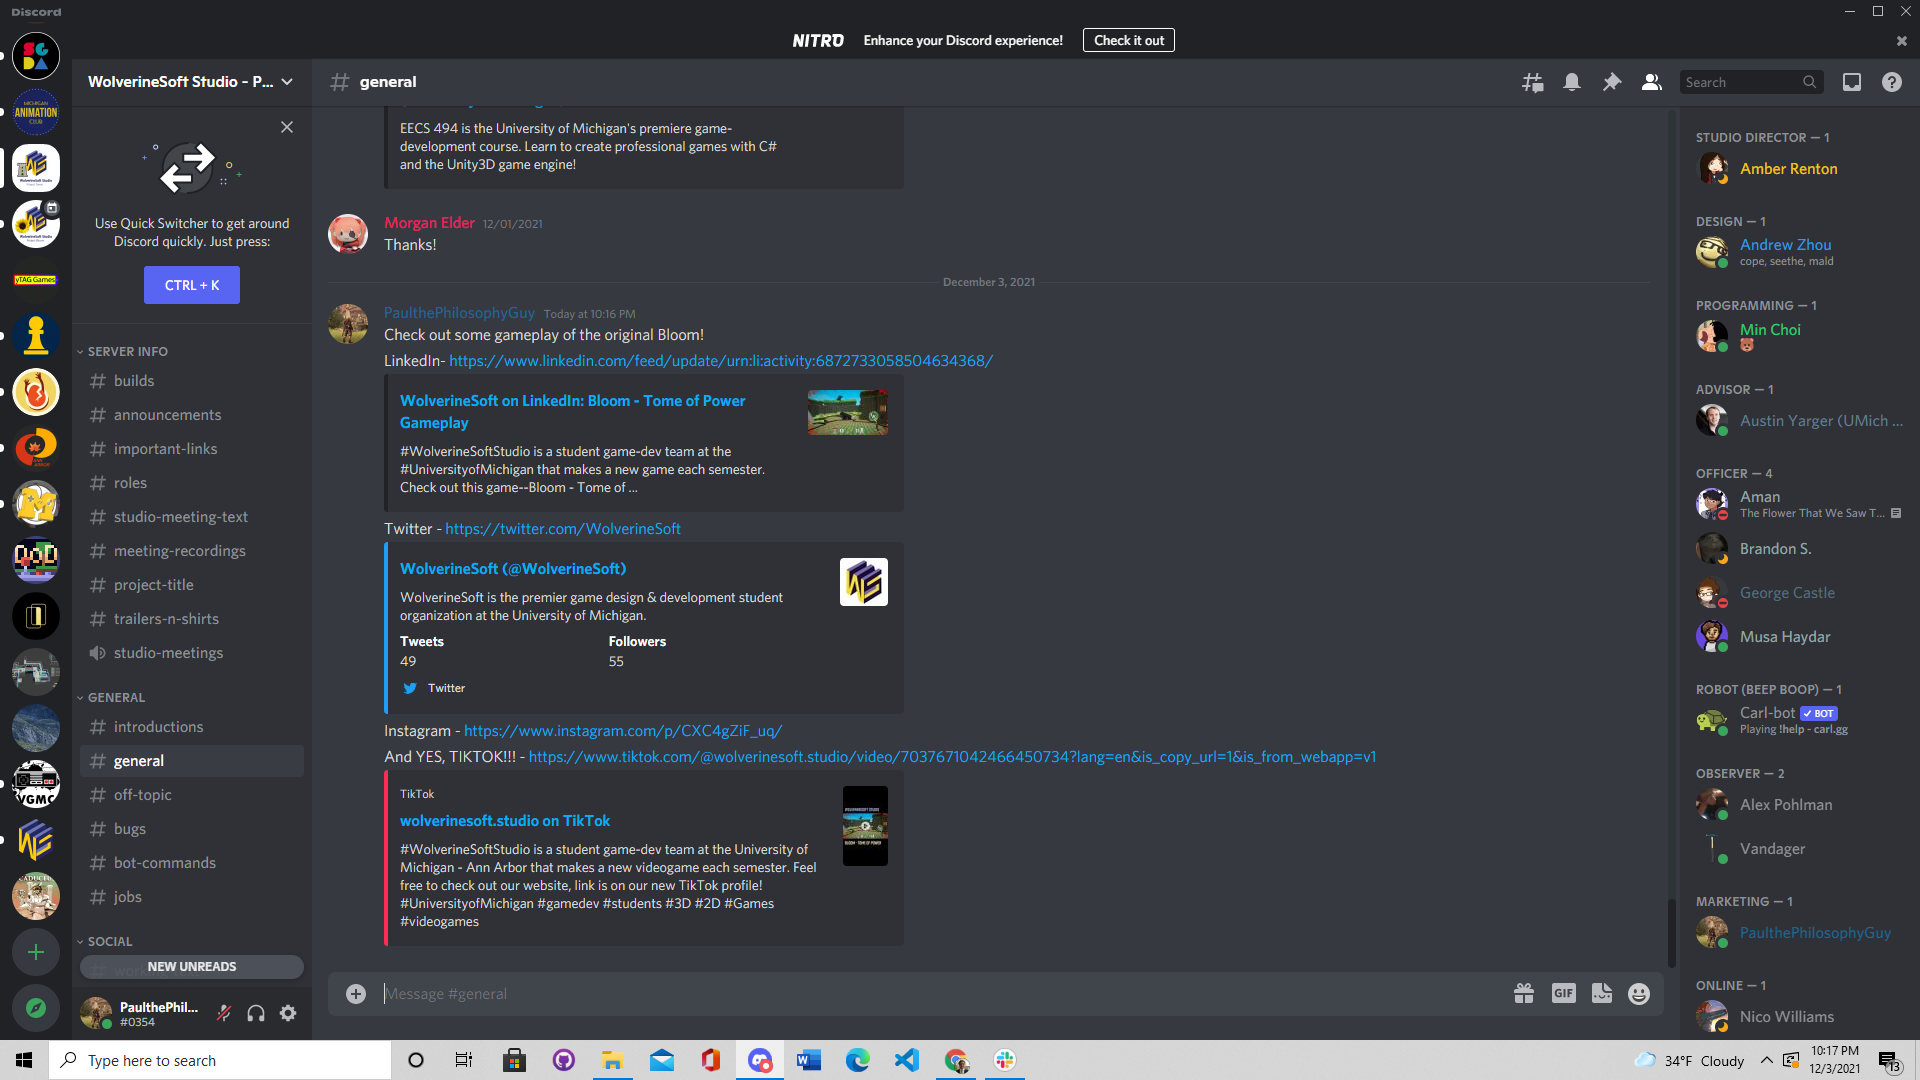 Discord
NITRO Enhance your Discord experience! Check it out
WolverineSoft Studio - P...
general
Search
MICHIGAN
ANIMATION
CLUB
yTAG Games
VGMC
Use Quick Switcher to get around
Discord quickly. Just press:
CTRL + K
SERVER INFO
builds
announcements
important-links
roles
studio-meeting-text
meeting-recordings
project-title
trailers-n-shirts
studio-meetings
GENERAL
introductions
general
off-topic
bugs
bot-commands
jobs
SOCIAL
NEW UNREADS
PaulthePhil...
#0354
EECS 494 is the University of Michigan's premiere game-
development course. Learn to create professional games with C#
and the Unity3D game engine!
Morgan Elder 12/01/2021
Thanks!
December 3, 2021
PaulthePhilosophyGuy Today at 10:16 PM
Check out some gameplay of the original Bloom!
LinkedIn- https://www.linkedin.com/feed/update/urn:li:activity:6872733058504634368/
WolverineSoft on LinkedIn: Bloom - Tome of Power
Gameplay
#WolverineSoftStudio is a student game-dev team at the
#UniversityofMichigan that makes a new game each semester.
Check out this game--Bloom - Tome of ...
Twitter - https://twitter.com/WolverineSoft
WolverineSoft (@WolverineSoft)
WolverineSoft is the premier game design & development student
organization at the University of Michigan.
Tweets Followers
49 55
Twitter
Instagram - https://www.instagram.com/p/CXC4gZiF_uq/
And YES, TIKTOK!!! - https://www.tiktok.com/@wolverinesoft.studio/video/7037671042466450734?lang=en&is_copy_url=1&is_from_webapp=v1
TikTok
wolverinesoft.studio on TikTok
#WolverineSoftStudio is a student game-dev team at the University of
Michigan - Ann Arbor that makes a new videogame each semester. Feel
free to check out our website, link is on our new TikTok profile!
#UniversityofMichigan #gamedev #students #3D #2D #Games
#videogames
Message #general
GIF
STUDIO DIRECTOR — 1
Amber Renton
DESIGN — 1
Andrew Zhou
cope, seethe, mald
PROGRAMMING — 1
Min Choi
ADVISOR — 1
Austin Yarger (UMich ...
OFFICER — 4
Aman
The Flower That We Saw T...
Brandon S.
George Castle
Musa Haydar
ROBOT (BEEP BOOP) — 1
Carl-bot BOT
Playing !help - carl.gg
OBSERVER — 2
Alex Pohlman
Vandager
MARKETING — 1
PaulthePhilosophyGuy
ONLINE — 1
Nico Williams
Type here to search
34°F Cloudy
10:17 PM
12/3/2021
13